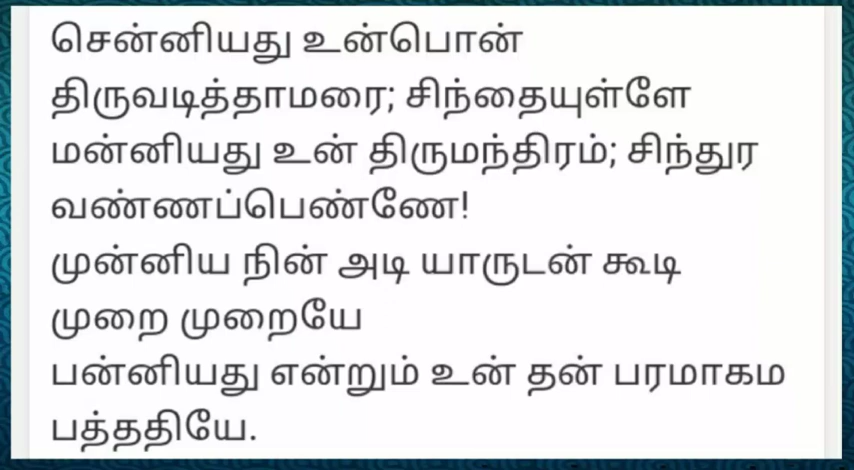 சென்னியது உன்பொன்
திருவடித்தாமரை; சிந்தையுள்ளே
மன்னியது உன் திருமந்திரம்; சிந்துர
வண்ணப்பெண்ணே!
முன்னிய நின் அடி யாருடன் கூடி
முறை முறையே
பன்னியது என்றும் உன் தன் பரமாகம
பத்ததியே.